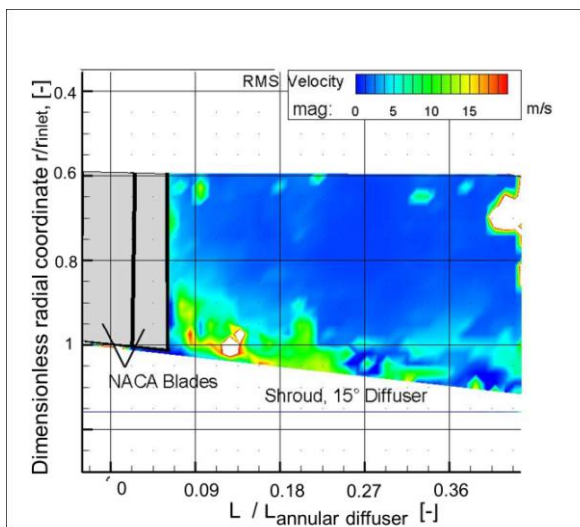 RMS Velocity
mag: 0 5 10 15 m/s
Dimensionless radial coordinate r/rinlet, [-]
0.4
0.6
0.8
1
NACA Blades
Shroud, 15° Diffuser
0 0.09 0.18 0.27 0.36
L / Lannular diffuser [-]